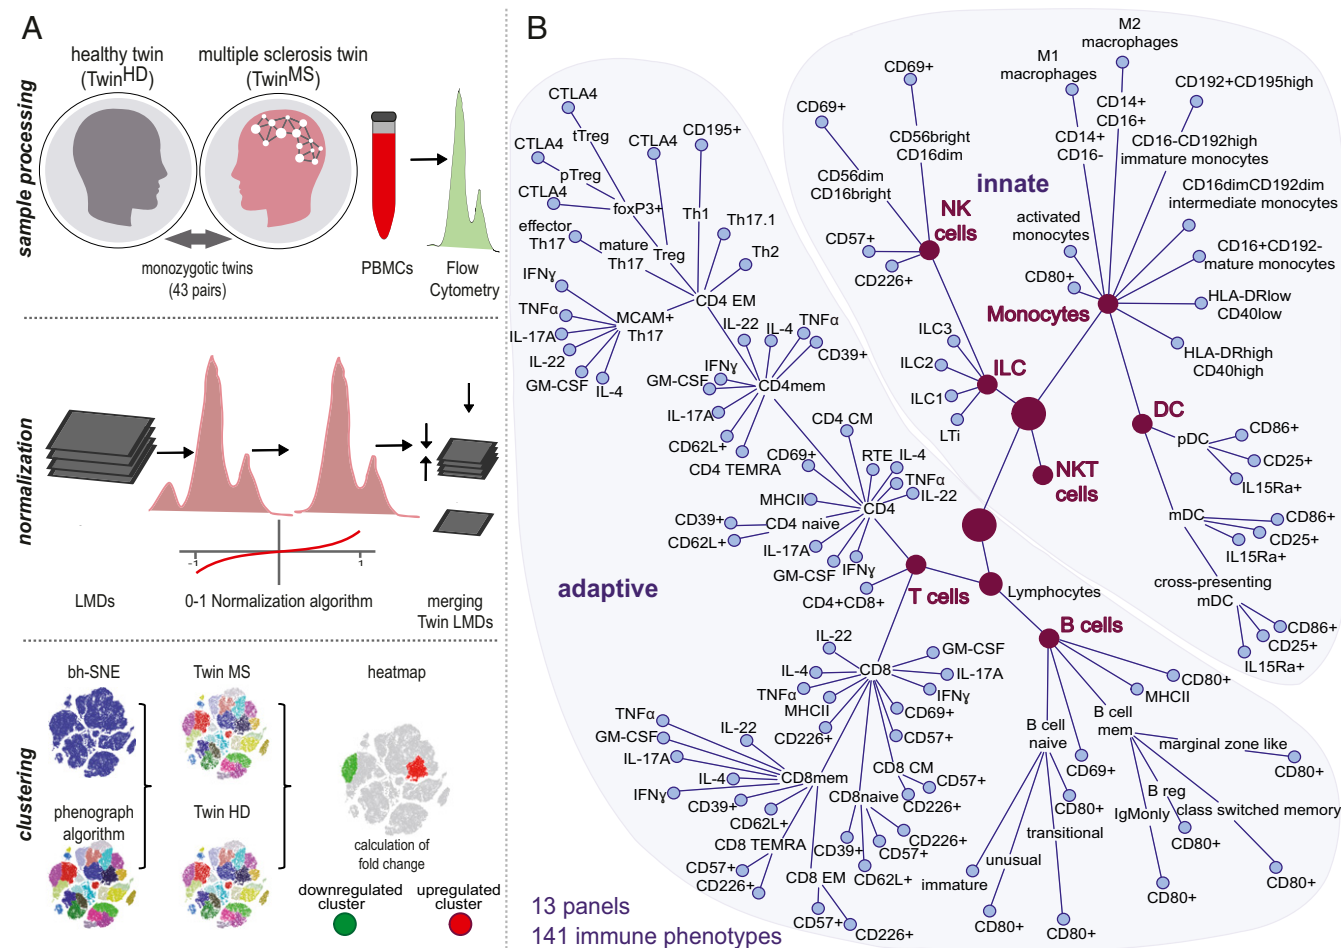 A
sample processing
healthy twin
(TwinHD)
multiple sclerosis twin
(TwinMS)
monozygotic twins
(43 pairs)
PBMCs
Flow
Cytometry
normalization
-1
1
LMDs
0-1 Normalization algorithm
merging
Twin LMDs
clustering
bh-SNE
Twin MS
heatmap
phenograph
algorithm
Twin HD
calculation of
fold change
downregulated
cluster
upregulated
cluster
B
innate
M2
macrophages
M1
macrophages
CD69+
CD192+CD195high
CD69+
CD14+
CD16+
CD14+
CD16-
CD56bright
CD16dim
CD16-CD192high
immature monocytes
CD56dim
CD16bright
CD16dimCD192dim
intermediate monocytes
NK
cells
activated
monocytes
CD57+
CD226+
CD80+
CD16+CD192-
mature monocytes
Monocytes
HLA-DRlow
CD40low
HLA-DRhigh
CD40high
ILC3
ILC2
ILC1
LTi
ILC
NKT
cells
DC
pDC
CD86+
CD25+
IL15Ra+
mDC
CD86+
CD25+
IL15Ra+
cross-presenting
mDC
CD86+
CD25+
IL15Ra+
adaptive
CTLA4
tTreg
CTLA4
pTreg
CTLA4
foxP3+
CTLA4
CD195+
Th1
Th17.1
Th2
effector
Th17
mature
Th17
Treg
CD4 EM
IFNγ
TNFα
IL-17A
IL-22
GM-CSF
IL-4
MCAM+
Th17
IL-22
IL-4
TNFα
CD39+
IFNγ
GM-CSF
CD4mem
IL-17A
CD62L+
CD4 TEMRA
CD4 CM
CD69+
RTE
IL-4
TNFα
IL-22
MHCII
CD4
CD39+
CD62L+
CD4 naive
IL-17A
GM-CSF
IFNγ
CD4+CD8+
T cells
Lymphocytes
B cells
IL-22
GM-CSF
IL-4
CD8
IL-17A
TNFα
IFNγ
MHCII
CD69+
CD226+
CD57+
TNFα
GM-CSF
IL-22
IL-17A
IL-4
CD8mem
IFNγ
CD39+
CD62L+
CD8 TEMRA
CD57+
CD226+
CD8 EM
CD57+
CD226+
CD8 CM
CD57+
CD226+
CD8naive
CD226+
CD39+
CD57+
CD62L+
CD80+
MHCII
B cell
naive
CD69+
CD80+
transitional
unusual
immature
CD80+
CD80+
B cell
mem
marginal zone like
CD80+
B reg
class switched memory
IgMonly
CD80+
CD80+
CD80+
13 panels
141 immune phenotypes